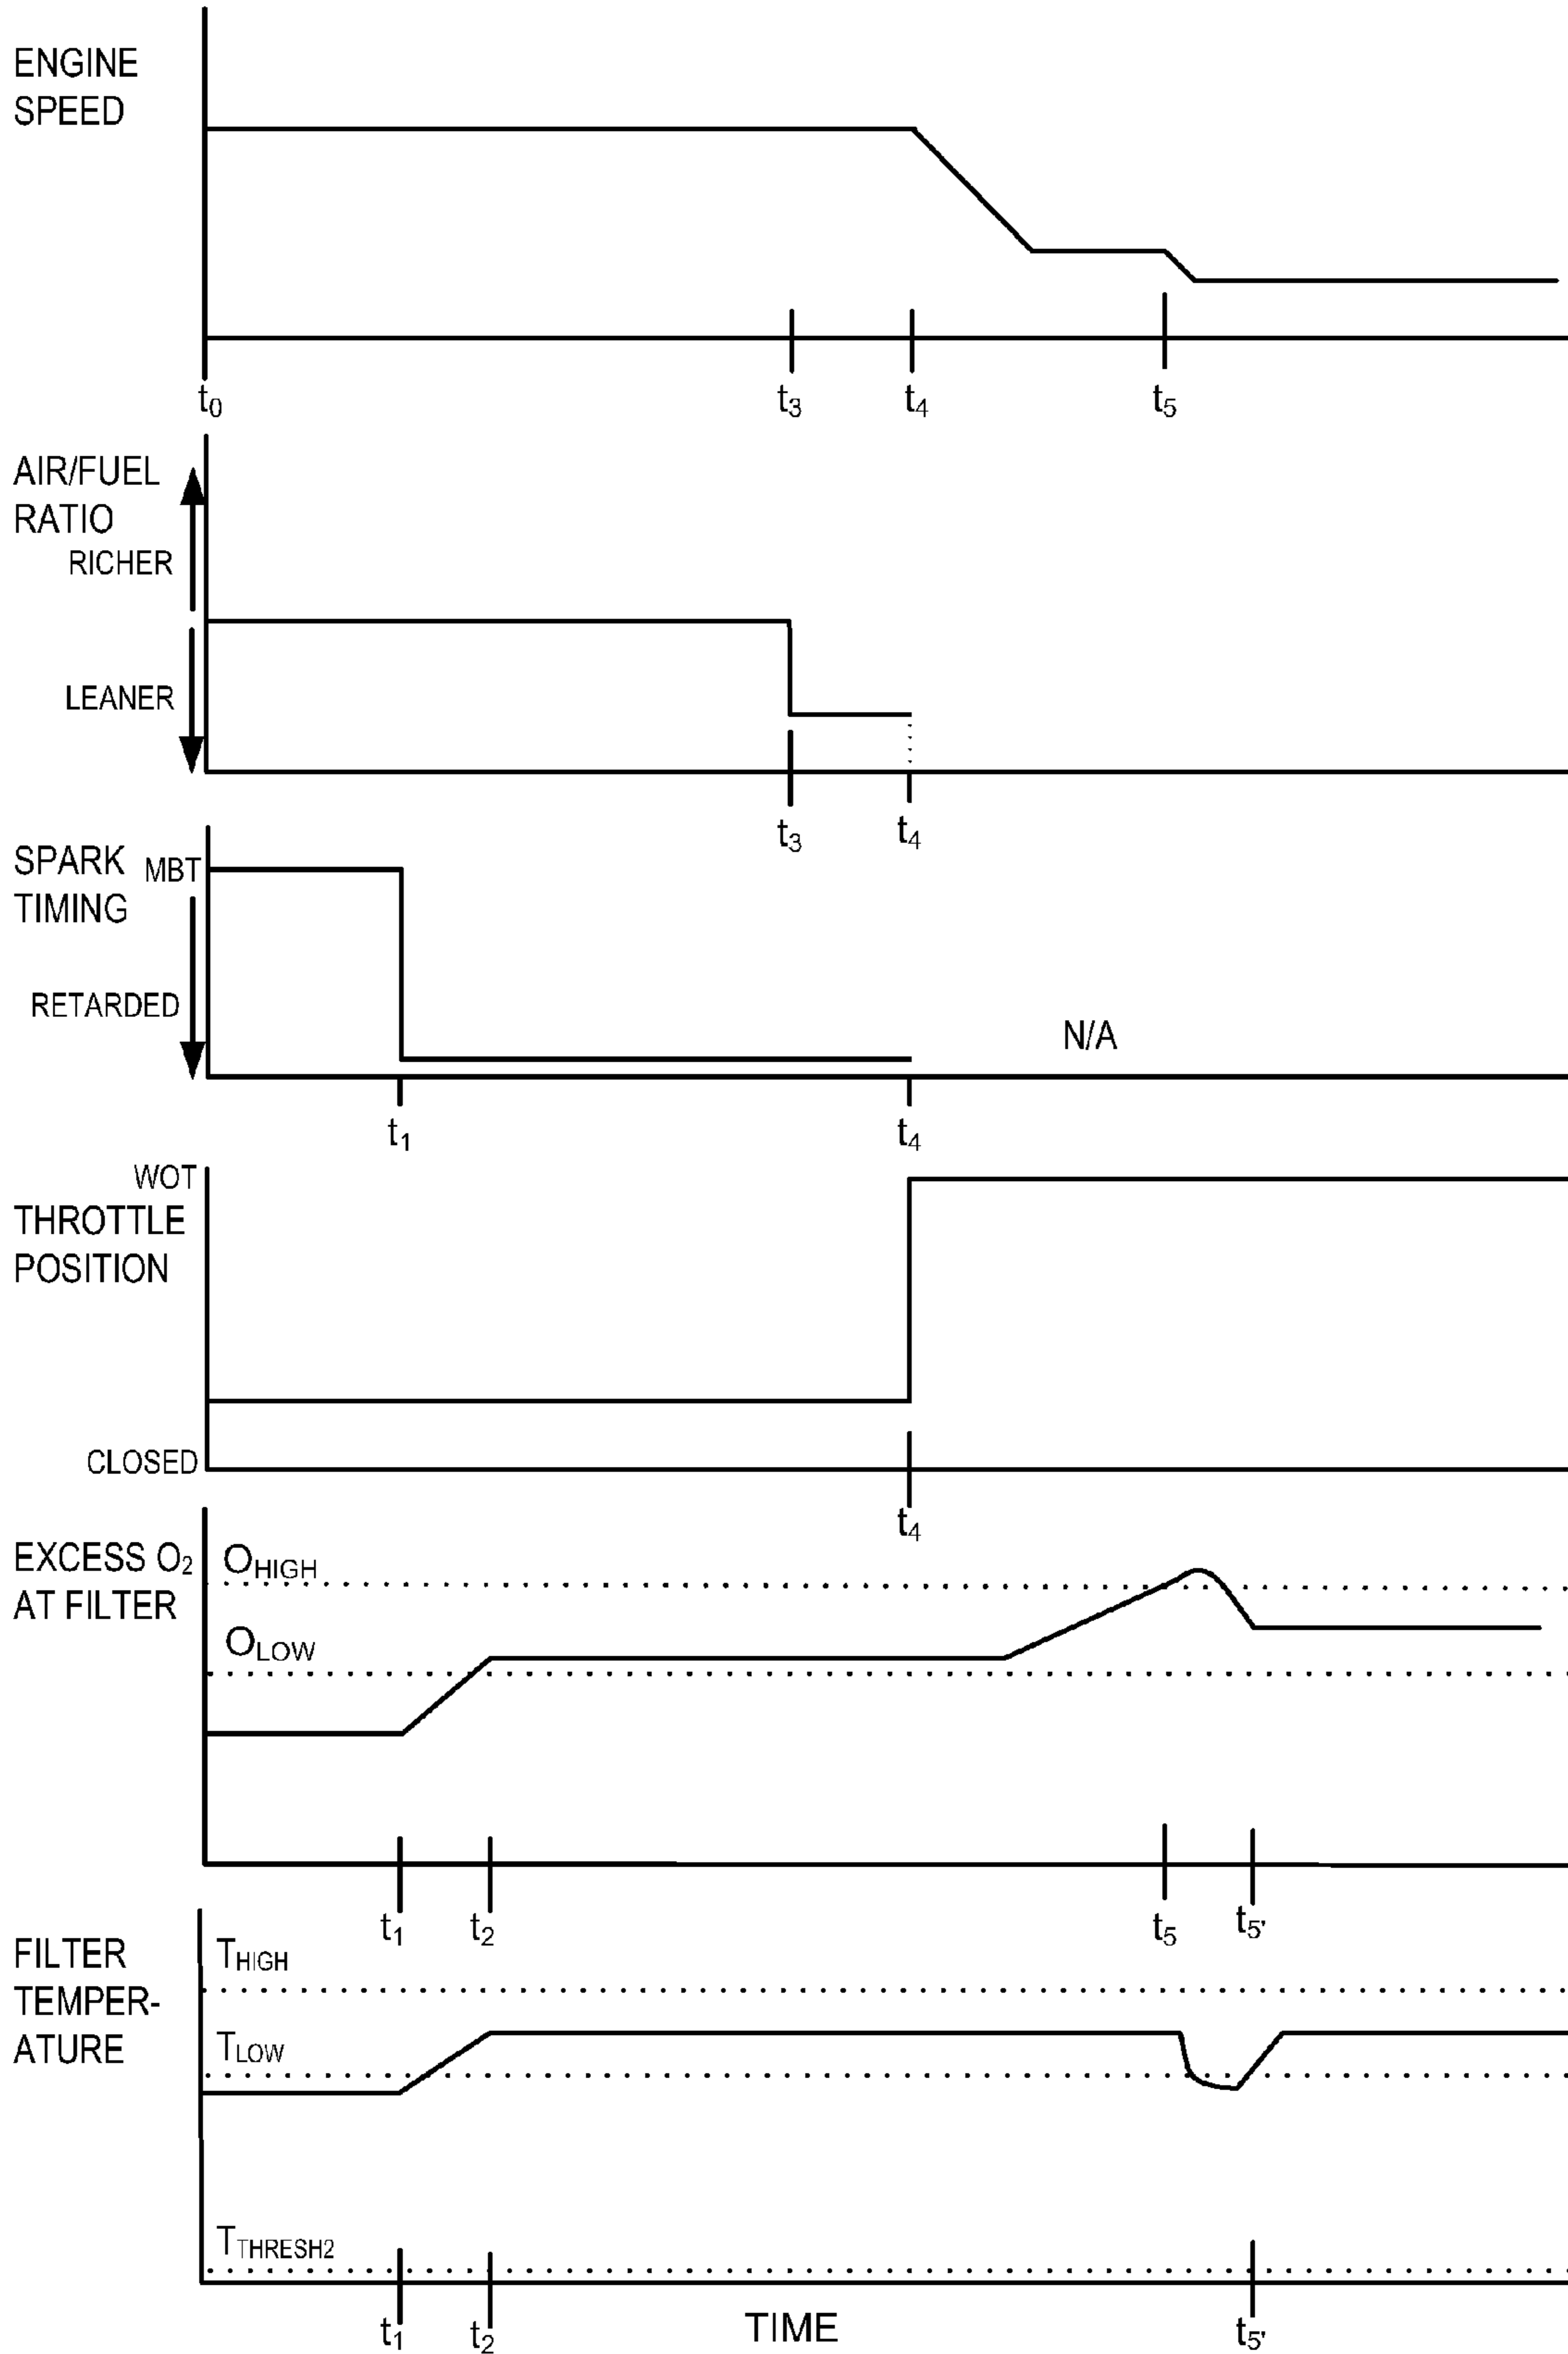 ENGINE
SPEED
t0
t3
t4
t5
AIR/FUEL
RATIO
RICHER
LEANER
t3
t4
SPARK
TIMING
MBT
RETARDED
N/A
t1
t4
WOT
THROTTLE
POSITION
CLOSED
t4
EXCESS O2
AT FILTER
OHIGH
OLOW
t1
t2
t5
t5'
FILTER
TEMPER-
ATURE
THIGH
TLOW
TTHRESH2
t1
t2
TIME
t5'